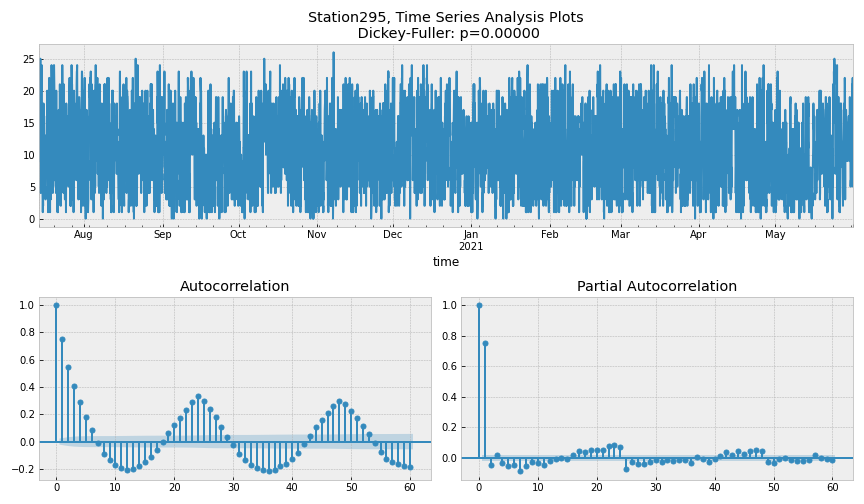 Station295, Time Series Analysis Plots
Dickey-Fuller: p=0.00000
25
20
15
10
5
0
Aug Sep Oct Nov Dec Jan Feb Mar Apr May
2021
time
Autocorrelation Partial Autocorrelation
1.0
0.8
0.6
0.4
0.2
0.0
−0.2
0 10 20 30 40 50 60
1.0
0.8
0.6
0.4
0.2
0.0
0 10 20 30 40 50 60